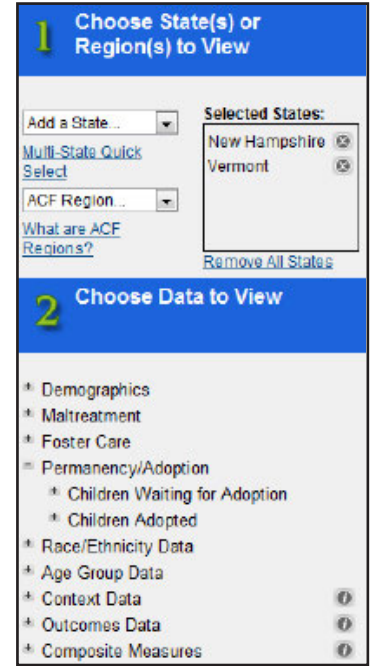 1 Choose State(s) or
Region(s) to View
Add a State...
Multi-State Quick
Select
ACF Region...
What are ACF
Regions?
Selected States:
New Hampshire
Vermont
Remove All States
2 Choose Data to View
Demographics
Maltreatment
Foster Care
Permanency/Adoption
Children Waiting for Adoption
Children Adopted
Race/Ethnicity Data
Age Group Data
Context Data
Outcomes Data
Composite Measures